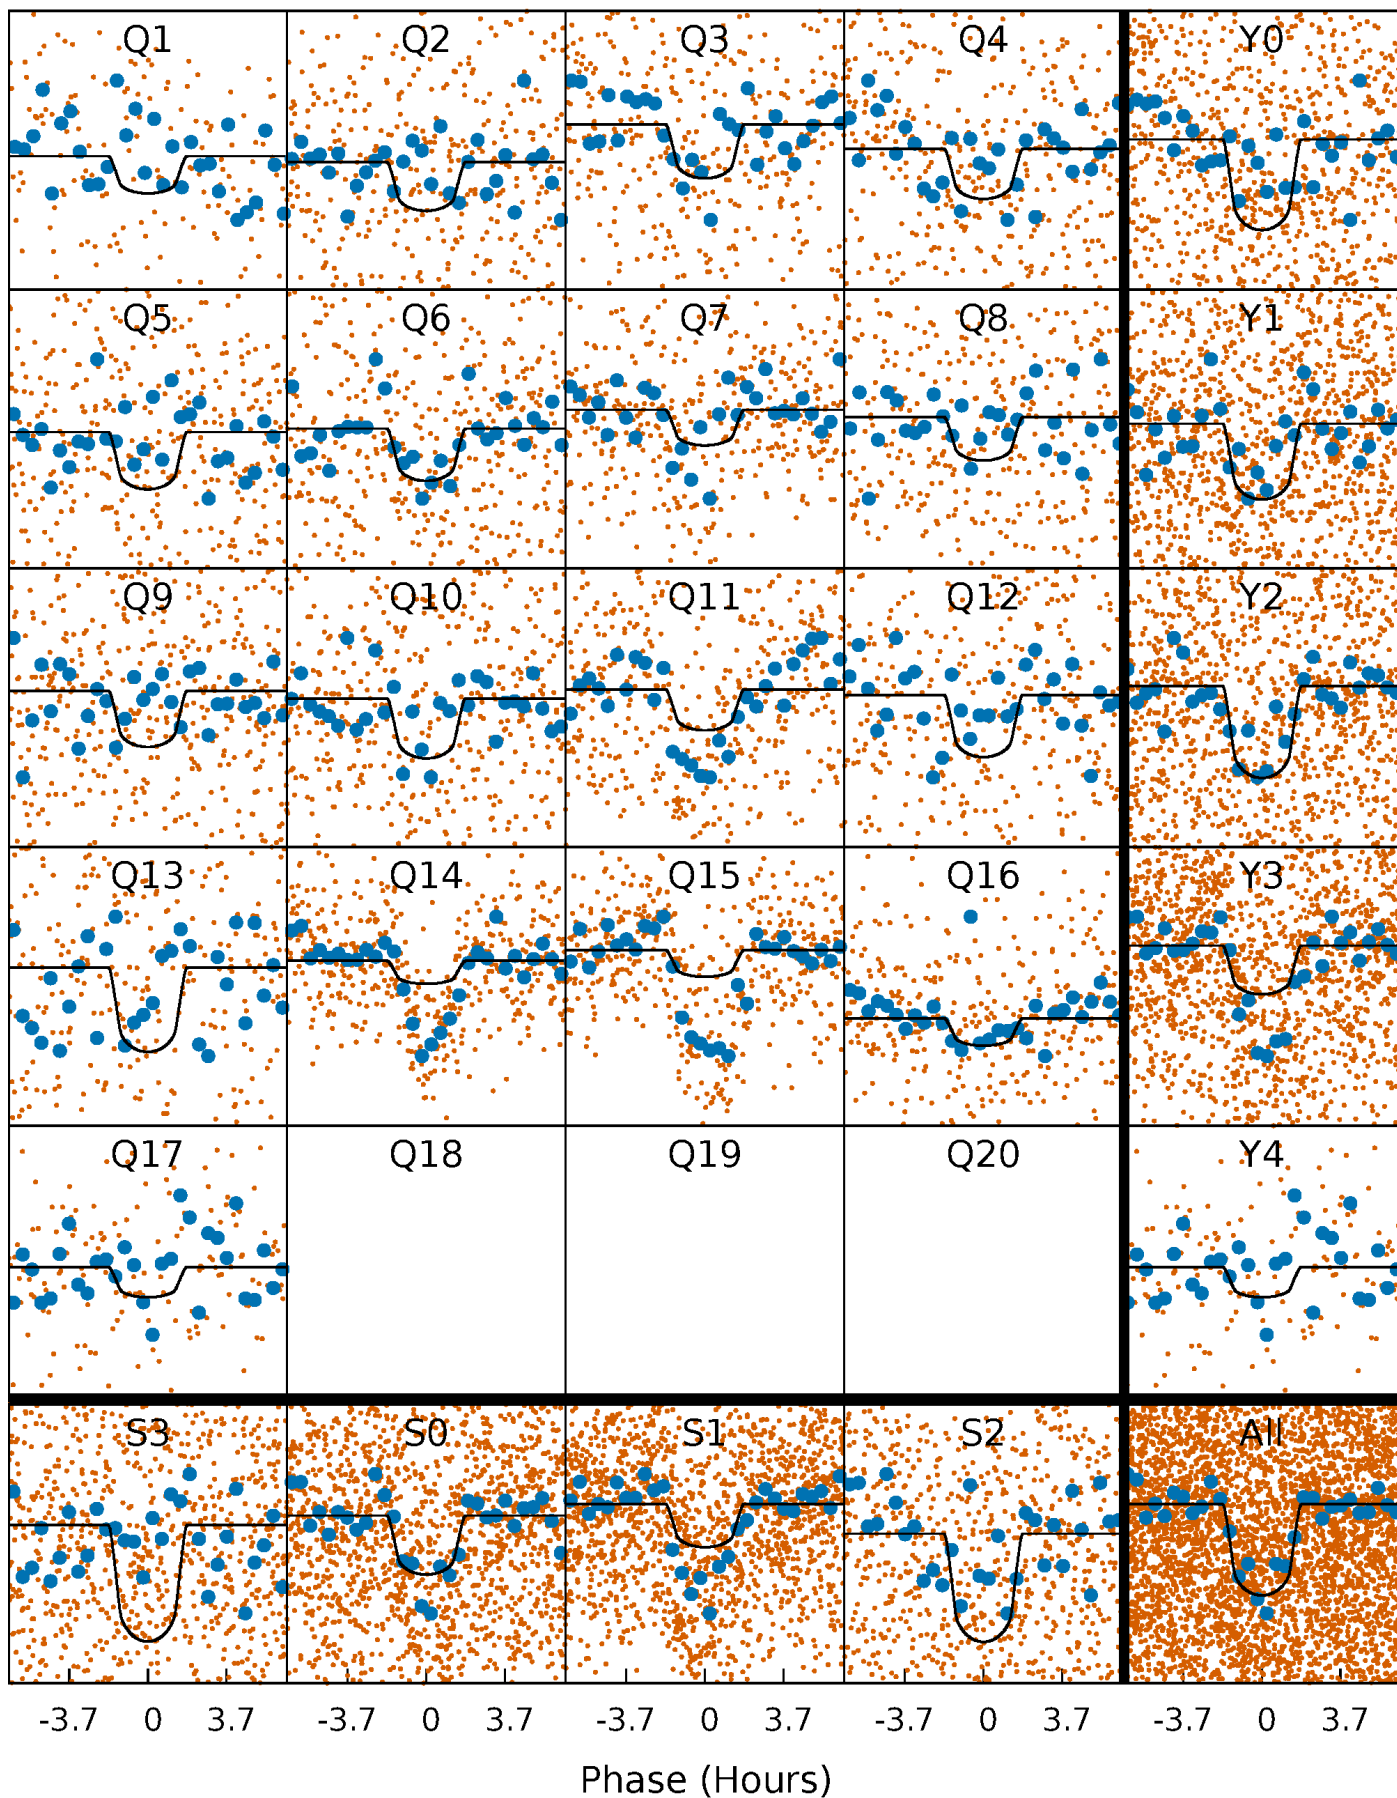 Q1 Q2 Q3 Q4 Y0
Q5 Q6 Q7 Q8 Y1
Q9 Q10 Q11 Q12 Y2
Q13 Q14 Q15 Q16 Y3
Q17 Q18 Q19 Q20 Y4
S3 S0 S1 S2 All
-3.7 0 3.7 -3.7 0 3.7 -3.7 0 3.7 -3.7 0 3.7 -3.7 0 3.7
Phase (Hours)